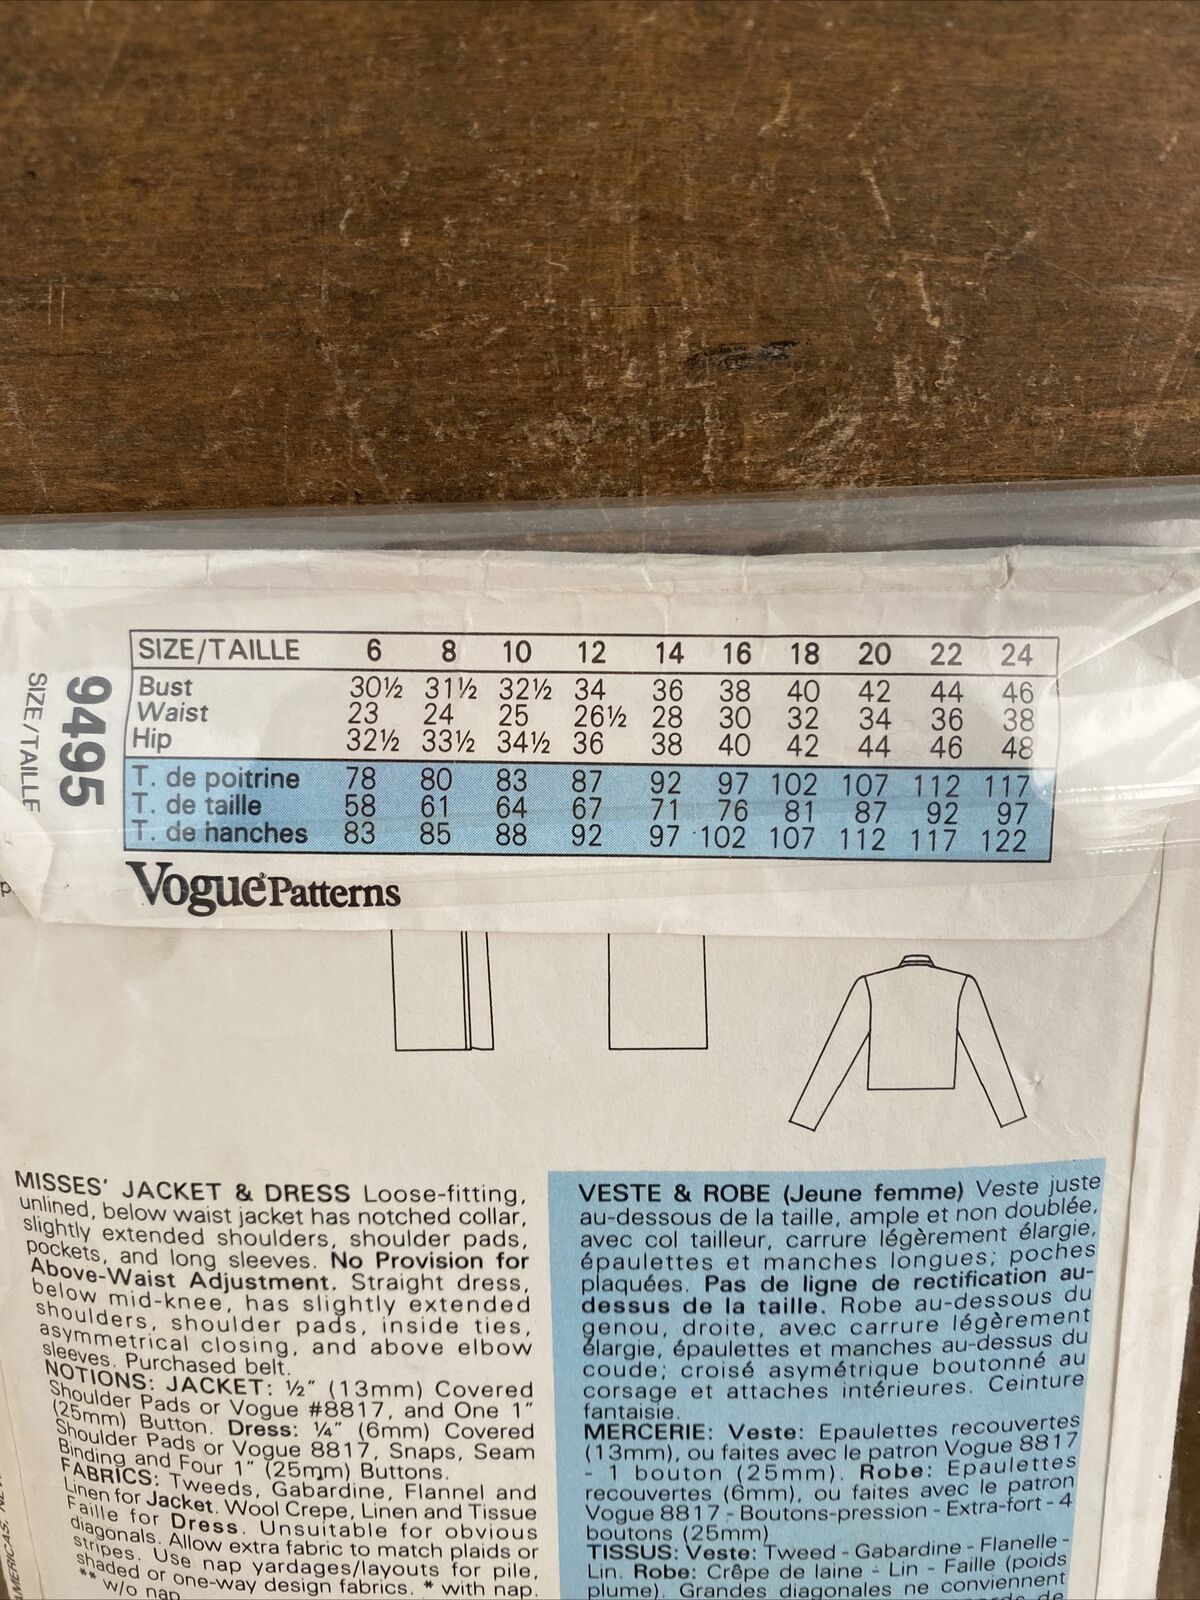 SIZE/TAILLE 6 8 10 12 14 16 18 20 22 24
Bust 30½ 31½ 32½ 34 36 38 40 42 44 46
Waist 23 24 25 26½ 28 30 32 34 36 38
Hip 32½ 33½ 34½ 36 38 40 42 44 46 48
T. de poitrine 78 80 83 87 92 97 102 107 112 117
T. de taille 58 61 64 67 71 76 81 87 92 97
T. de hanches 83 85 88 92 97 102 107 112 117 122
9495
SIZE/TAILLE
Vogue Patterns
MISSES' JACKET & DRESS Loose-fitting,
unlined, below waist jacket has notched collar,
slightly extended shoulders, shoulder pads,
pockets, and long sleeves. No Provision for
Above-Waist Adjustment. Straight dress,
below mid-knee, has slightly extended
shoulders, shoulder pads, inside ties,
asymmetrical closing, and above elbow
sleeves. Purchased belt.
NOTIONS: JACKET: ½" (13mm) Covered
Shoulder Pads or Vogue #8817, and One 1"
(25mm) Button. Dress: ¼" (6mm) Covered
Shoulder Pads or Vogue 8817, Snaps, Seam
Binding and Four 1" (25mm) Buttons.
FABRICS: Tweeds, Gabardine, Flannel and
Linen for Jacket. Wool Crepe, Linen and Tissue
Faille for Dress. Unsuitable for obvious
diagonals. Allow extra fabric to match plaids or
stripes. Use nap yardages/layouts for pile,
shaded or one-way design fabrics. * with nap.
** w/o nap
VESTE & ROBE (Jeune femme) Veste juste
au-dessous de la taille, ample et non doublée,
avec col tailleur, carrure légèrement élargie,
épaulettes et manches longues; poches
plaquées. Pas de ligne de rectification au-
dessus de la taille. Robe au-dessous du
genou, droite, avec carrure légèrement
élargie, épaulettes et manches au-dessus du
coude; croisé asymétrique boutonné au
corsage et attaches intérieures. Ceinture
fantaisie.
MERCERIE: Veste: Epaulettes recouvertes
(13mm), ou faites avec le patron Vogue 8817
- 1 bouton (25mm). Robe: Epaulettes
recouvertes (6mm), ou faites avec le patron
Vogue 8817 - Boutons-pression - Extra-fort - 4
boutons (25mm)
TISSUS: Veste: Tweed - Gabardine - Flanelle -
Lin. Robe: Crêpe de laine - Lin - Faille (poids
plume). Grandes diagonales ne conviennent